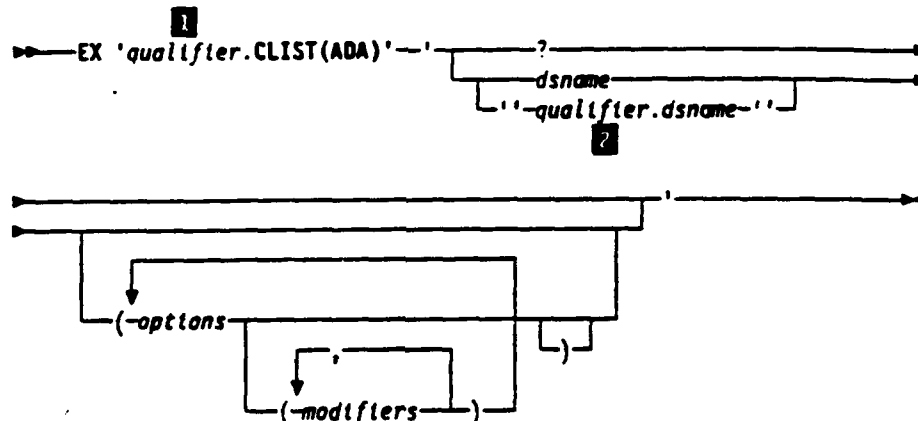 1
EX 'qualifier.CLIST(ADA)' '
?
dsname
''qualifier.dsname''
2
'
(options
)
,
(modifiers )